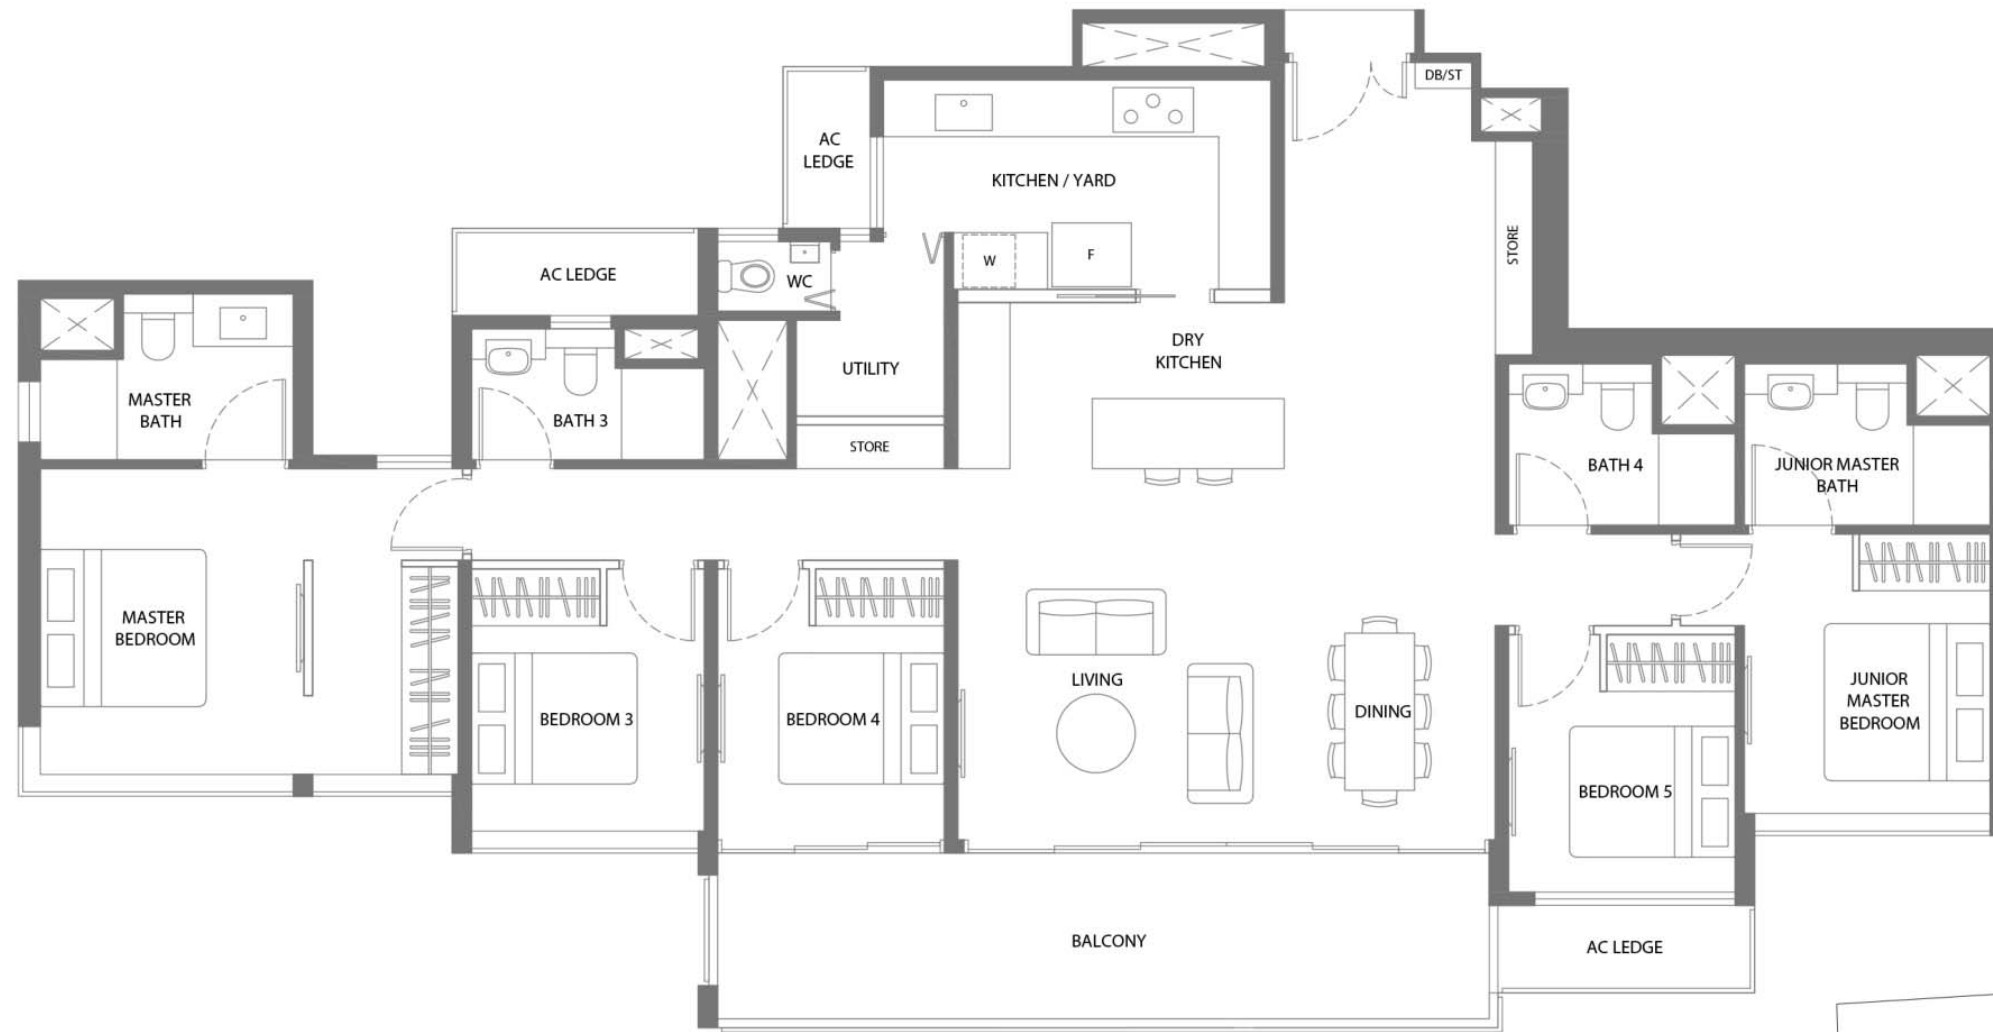 DB/ST
AC
LEDGE
KITCHEN / YARD
STORE
W
F
AC LEDGE
WC
DRY
KITCHEN
UTILITY
MASTER
BATH
BATH 3
STORE
BATH 4
JUNIOR MASTER
BATH
MASTER
BEDROOM
LIVING
BEDROOM 3
BEDROOM 4
DINING
JUNIOR
MASTER
BEDROOM
BEDROOM 5
BALCONY
AC LEDGE